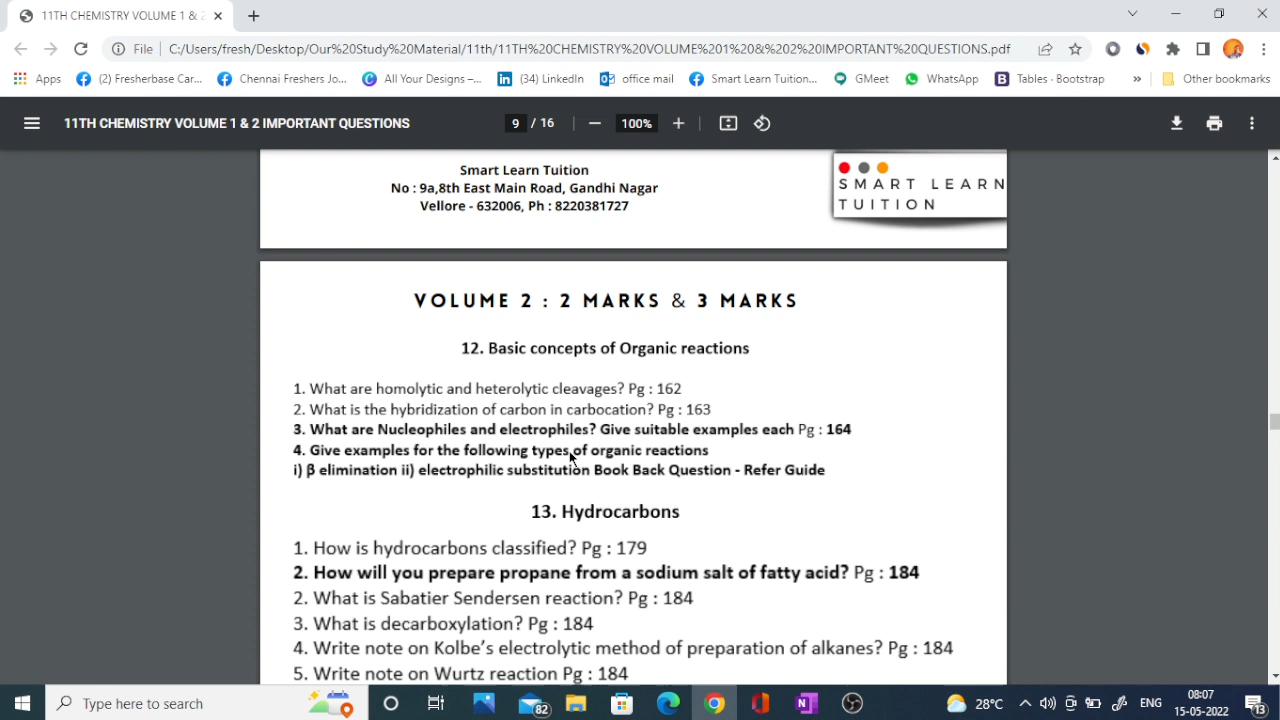 11TH CHEMISTRY VOLUME 1 & 2
File C:/Users/fresh/Desktop/Our%20Study%20Material/11th/11TH%20CHEMISTRY%20VOLUME%201%20&%202%20IMPORTANT%20QUESTIONS.pdf
Apps (2) Fresherbase Car... Chennai Freshers Jo... All Your Designs –... (34) LinkedIn office mail Smart Learn Tuition... GMeet WhatsApp Tables · Bootstrap » Other bookmarks
11TH CHEMISTRY VOLUME 1 & 2 IMPORTANT QUESTIONS 9 / 16 100%
Smart Learn Tuition
No : 9a,8th East Main Road, Gandhi Nagar
Vellore - 632006, Ph : 8220381727
SMART LEARN
TUITION
VOLUME 2 : 2 MARKS & 3 MARKS
12. Basic concepts of Organic reactions
1. What are homolytic and heterolytic cleavages? Pg : 162
2. What is the hybridization of carbon in carbocation? Pg : 163
3. What are Nucleophiles and electrophiles? Give suitable examples each Pg : 164
4. Give examples for the following types of organic reactions
i) β elimination ii) electrophilic substitution Book Back Question - Refer Guide
13. Hydrocarbons
1. How is hydrocarbons classified? Pg : 179
2. How will you prepare propane from a sodium salt of fatty acid? Pg : 184
2. What is Sabatier Sendersen reaction? Pg : 184
3. What is decarboxylation? Pg : 184
4. Write note on Kolbe's electrolytic method of preparation of alkanes? Pg : 184
5. Write note on Wurtz reaction Pg : 184
Type here to search 82 28°C ENG 08:07 15-05-2022 13